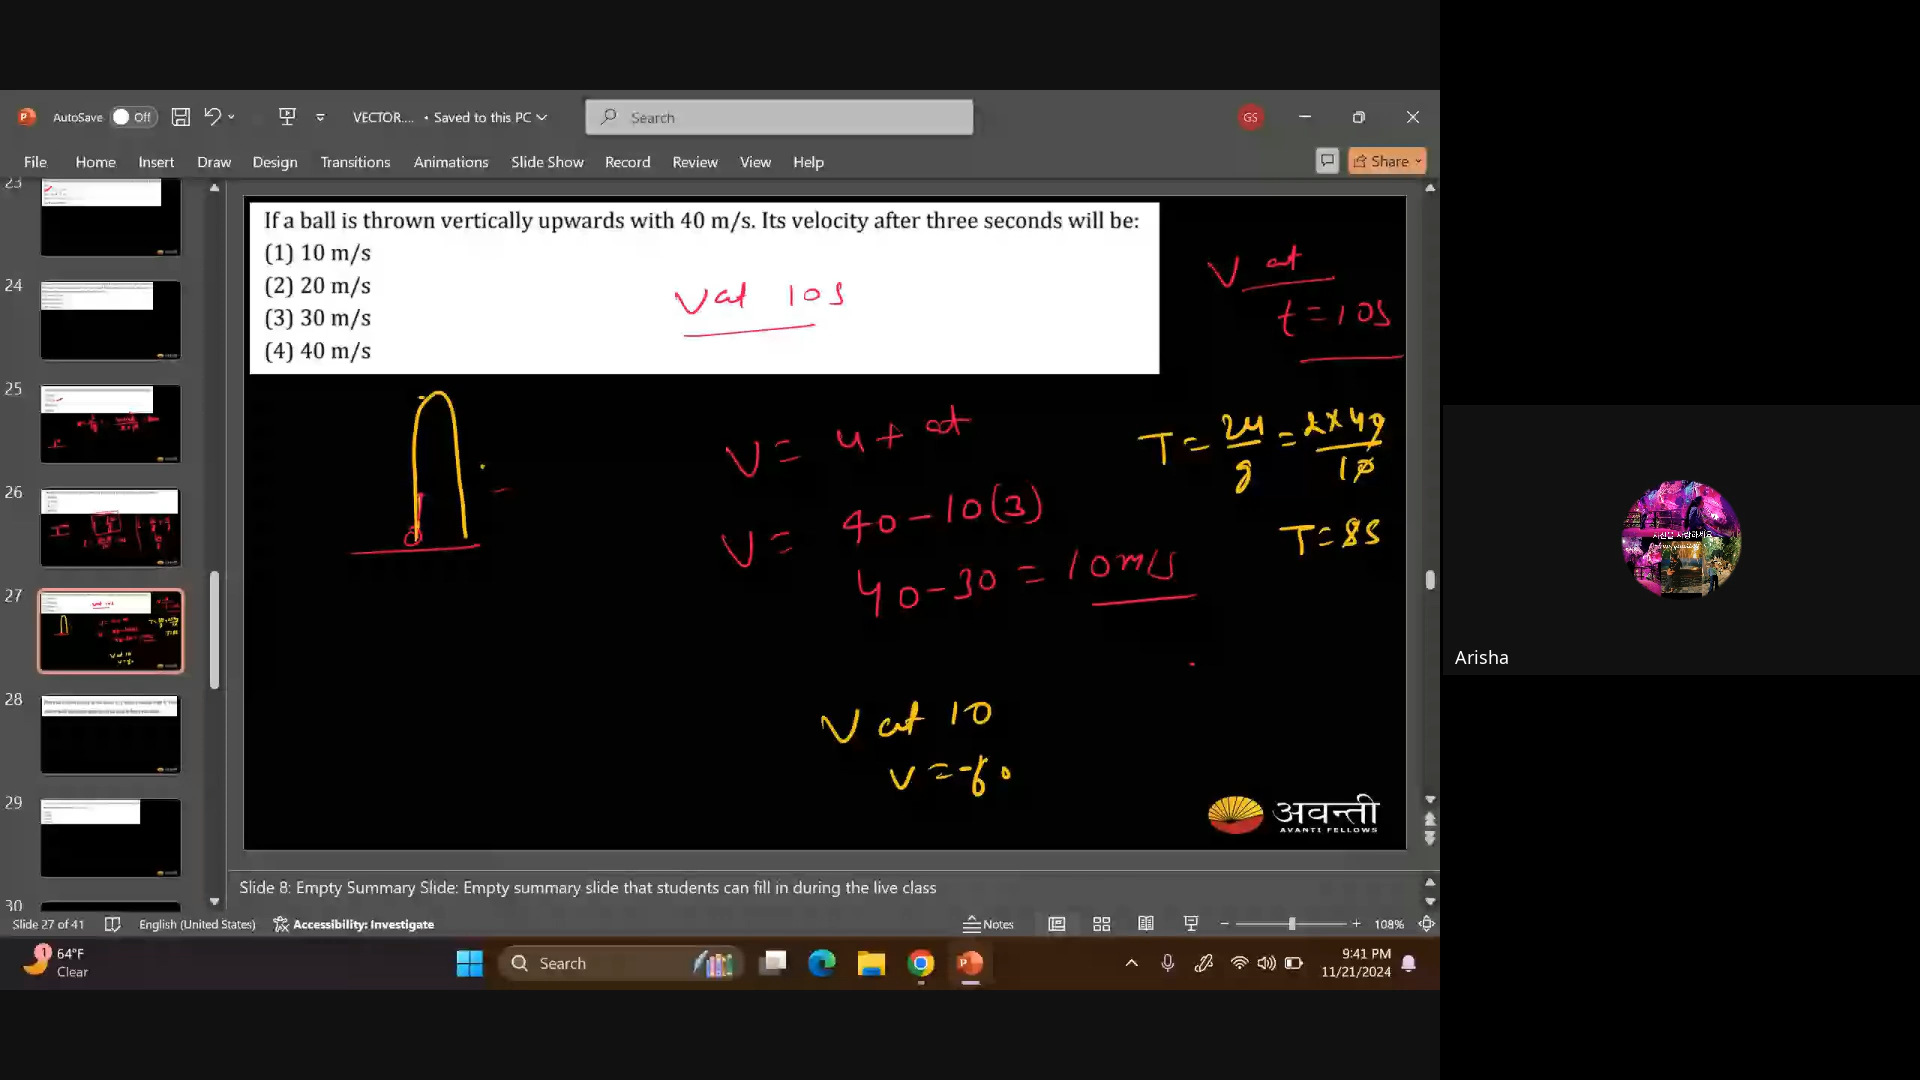 AutoSave Off VECTOR.... • Saved to this PC Search GS
File Home Insert Draw Design Transitions Animations Slide Show Record Review View Help Share
23
24
25
26
27
28
29
30
If a ball is thrown vertically upwards with 40 m/s. Its velocity after three seconds will be:
(1) 10 m/s
(2) 20 m/s
(3) 30 m/s
(4) 40 m/s
V at 10s
V at
t=10s
V= u+at
V= 40-10(3)
40-30=10m/s
T=2u/g=2×40/10
T=8s
V at 10
V=-60
अवन्ती
AVANTI FELLOWS
Arisha
Slide 8: Empty Summary Slide: Empty summary slide that students can fill in during the live class
Slide 27 of 41 English (United States) Accessibility: Investigate Notes 108%
1
64°F
Clear
Search
9:41 PM
11/21/2024